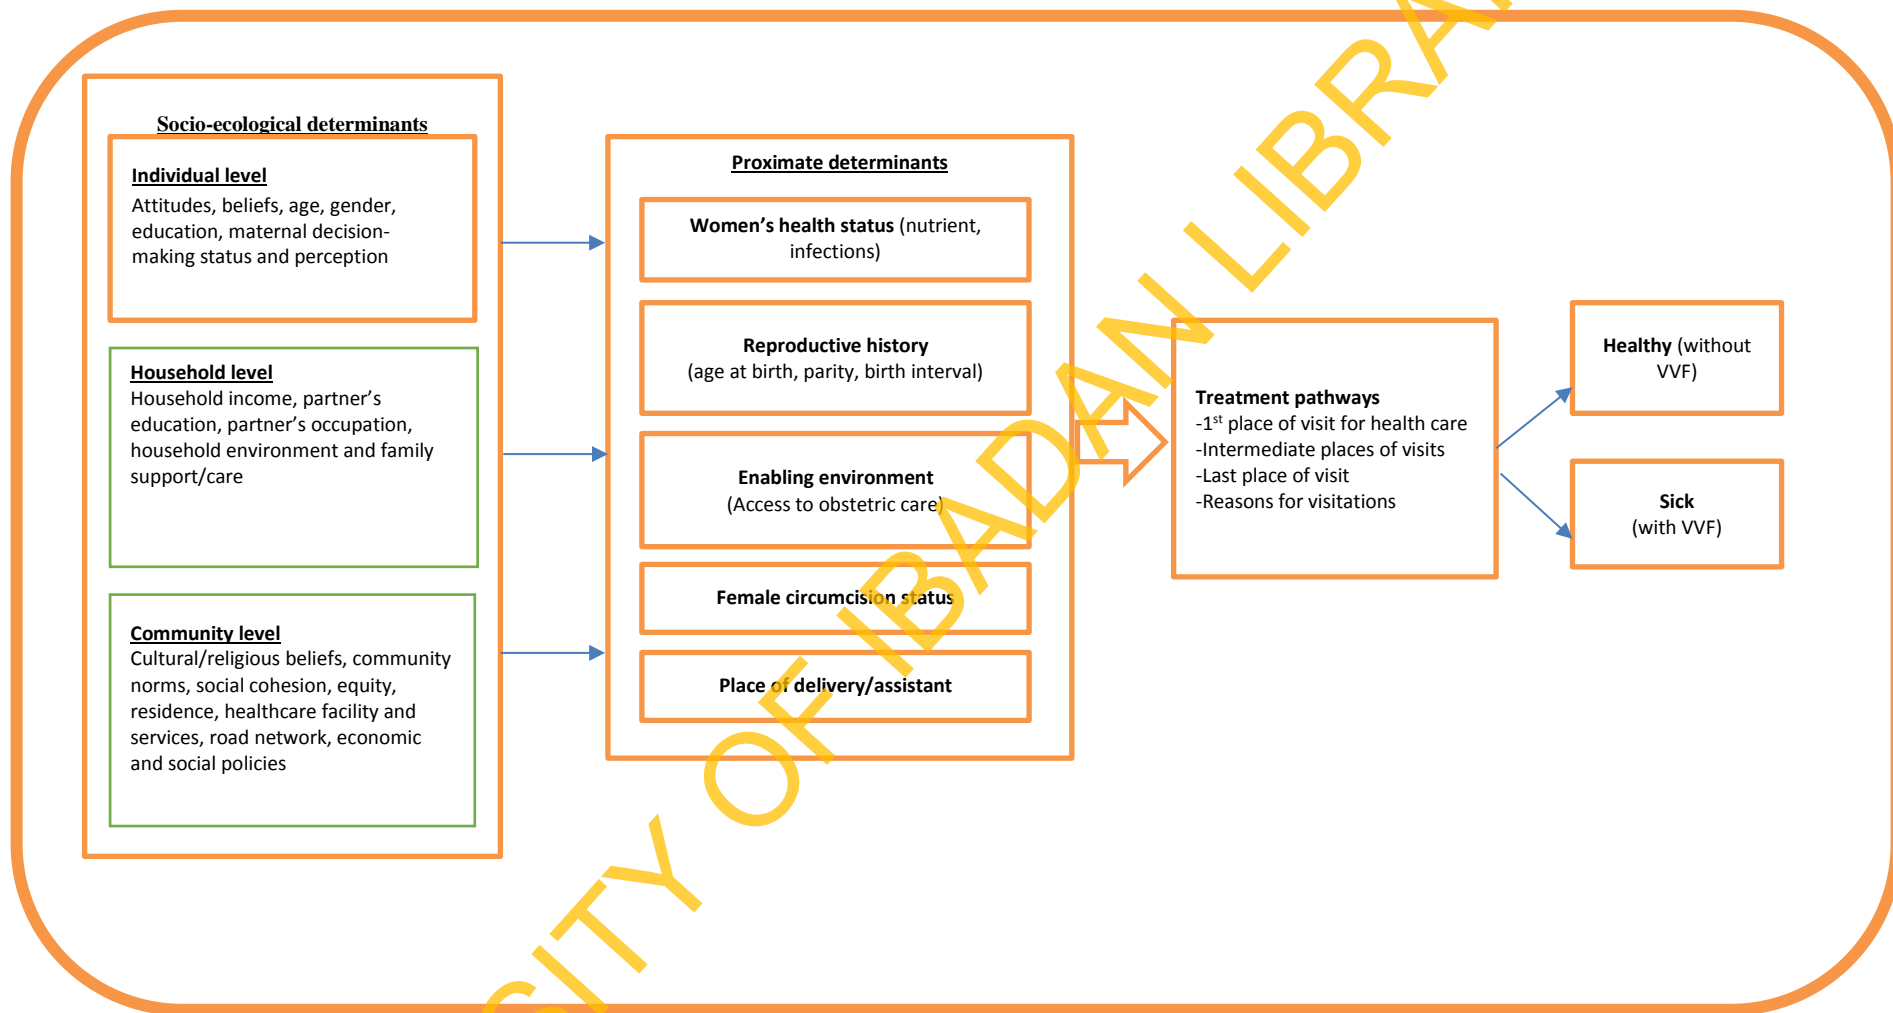 Socio-ecological determinants
Individual level
Attitudes, beliefs, age, gender,
education, maternal decision-
making status and perception
Household level
Household income, partner's
education, partner's occupation,
household environment and family
support/care
Community level
Cultural/religious beliefs, community
norms, social cohesion, equity,
residence, healthcare facility and
services, road network, economic
and social policies
Proximate determinants
Women's health status (nutrient,
infections)
Reproductive history
(age at birth, parity, birth interval)
Enabling environment
(Access to obstetric care)
Female circumcision status
Place of delivery/assistant
Treatment pathways
-1st place of visit for health care
-Intermediate places of visits
-Last place of visit
-Reasons for visitations
Healthy (without
VVF)
Sick
(with VVF)
SITY OF IBADAN LIBRA